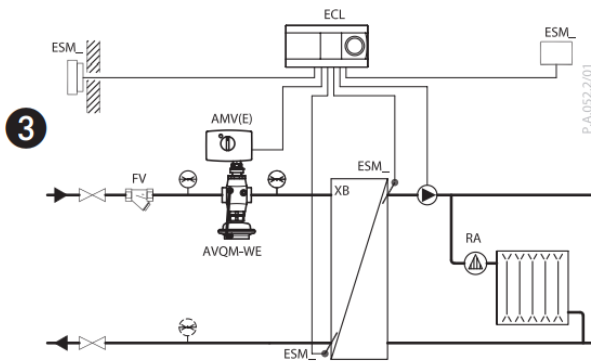 ECL
ESM_
ESM_
P.A.052.2/01
AMV(E)
3
FV
ESM_
XB
AVQM-WE
RA
ESM_